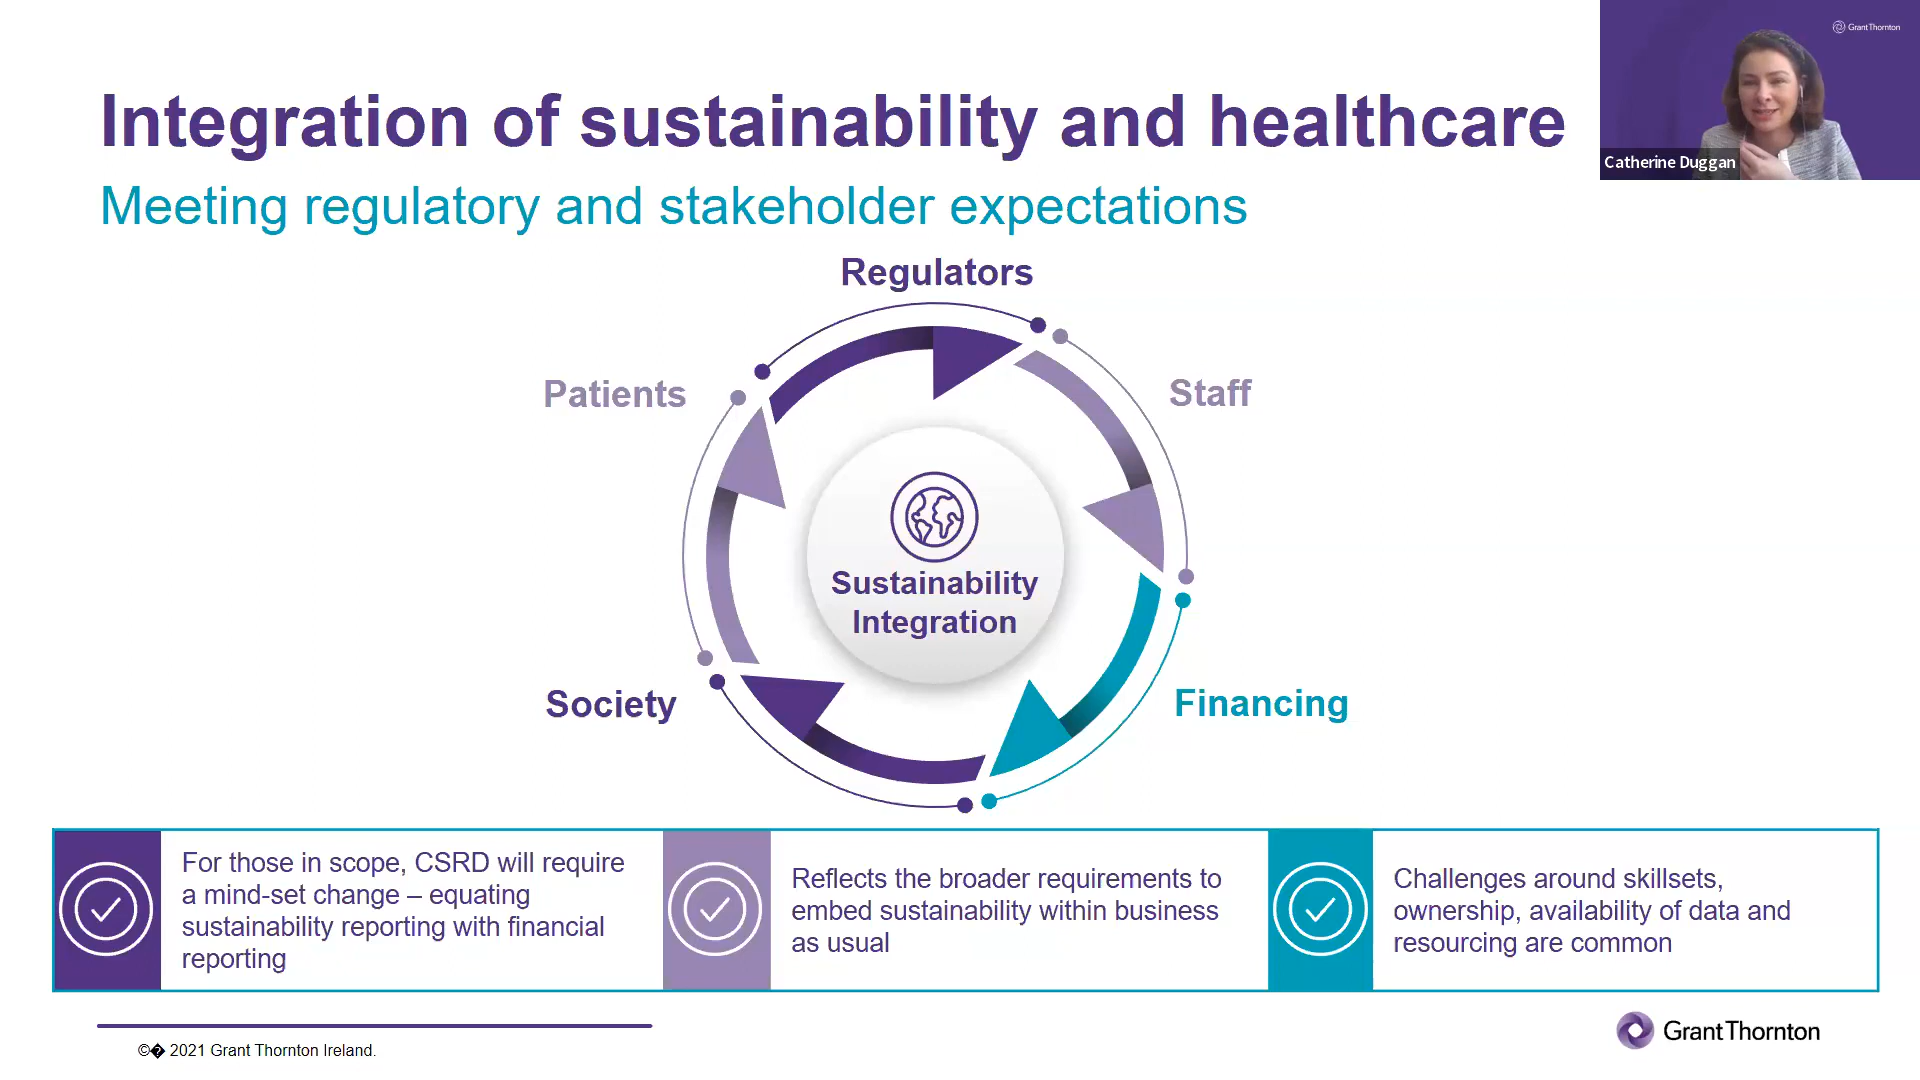 GrantThornton
Integration of sustainability and healthcare
Catherine Duggan
Meeting regulatory and stakeholder expectations
Regulators
Patients
Staff
Sustainability
Integration
Society
Financing
For those in scope, CSRD will require
a mind-set change – equating
sustainability reporting with financial
reporting
Reflects the broader requirements to
embed sustainability within business
as usual
Challenges around skillsets,
ownership, availability of data and
resourcing are common
©� 2021 Grant Thornton Ireland.
GrantThornton